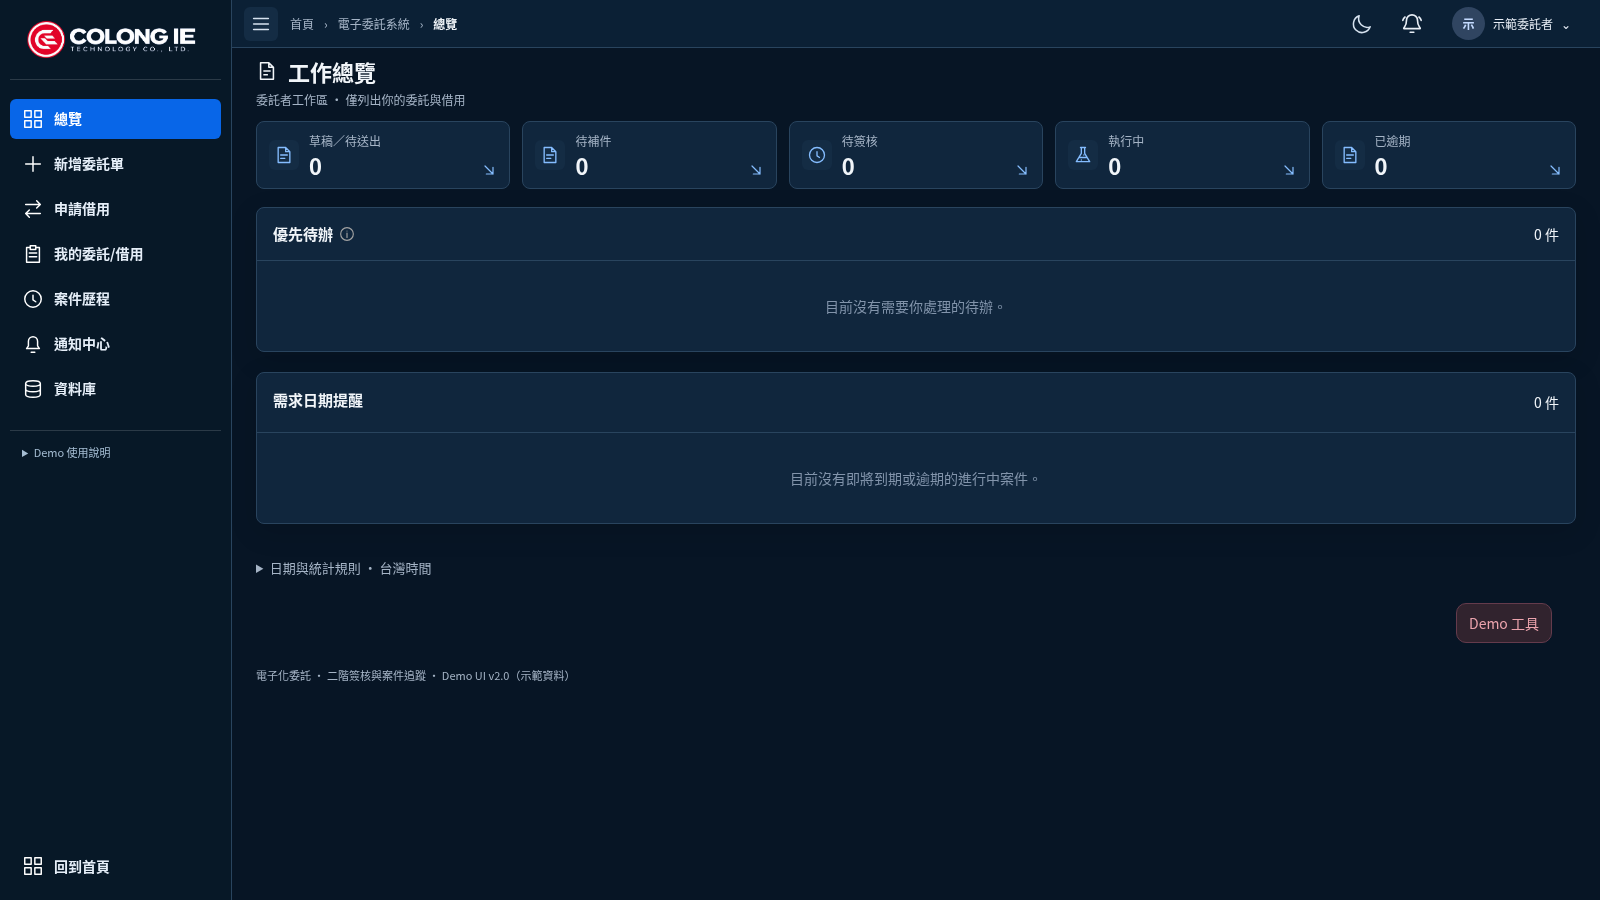 COLONG IE
TECHNOLOGY CO., LTD.
總覽
新增委託單
申請借用
我的委託/借用
案件歷程
通知中心
資料庫
Demo 使用說明
回到首頁
首頁 › 電子委託系統 › 總覽
示 示範委託者
工作總覽
委託者工作區 • 僅列出你的委託與借用
草稿／待送出
0
待補件
0
待簽核
0
執行中
0
已逾期
0
優先待辦
0 件
目前沒有需要你處理的待辦。
需求日期提醒
0 件
目前沒有即將到期或逾期的進行中案件。
日期與統計規則 • 台灣時間
Demo 工具
電子化委託 • 二階簽核與案件追蹤 • Demo UI v2.0（示範資料）